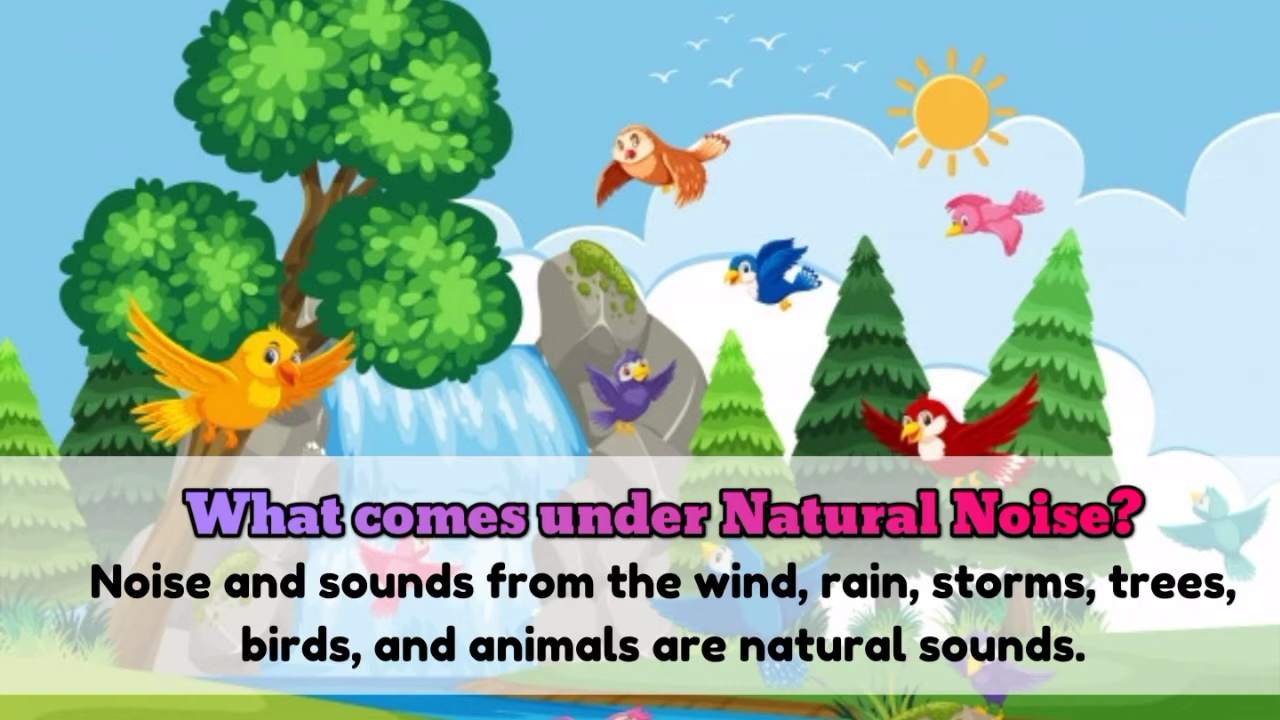 What comes under Natural Noise?
Noise and sounds from the wind, rain, storms, trees,
birds, and animals are natural sounds.